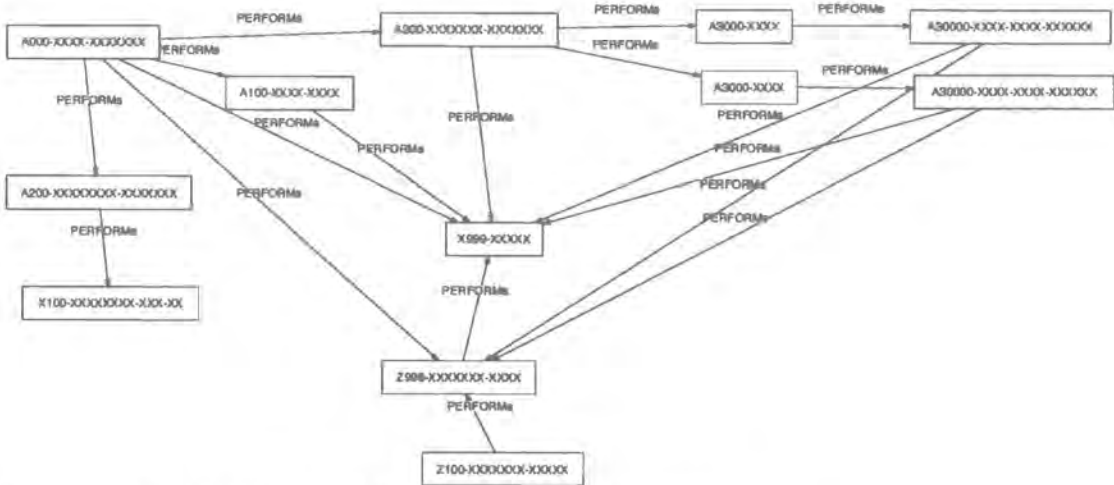 PERFORMs
PERFORMs
PERFORMs
A000-XXXX-XXXXXXX
A300-XXXXXXX-XXXXXXX
A3000-XXXX
A30000-XXXX-XXXX-XXXXXX
PERFORMs
PERFORMs
PERFORMs
A100-XXXX-XXXX
A3000-XXXX
A30000-XXXX-XXXX-XXXXXX
PERFORMs
PERFORMs
PERFORMs
PERFORMs
PERFORMs
PERFORMs
A200-XXXXXXXXX-XXXXXXX
PERFORMs
PERFORMs
PERFORMs
PERFORMs
X999-XXXXX
X100-XXXXXXXX-XXX-XX
PERFORMs
Z998-XXXXXXX-XXXX
PERFORMs
Z100-XXXXXXX-XXXXX